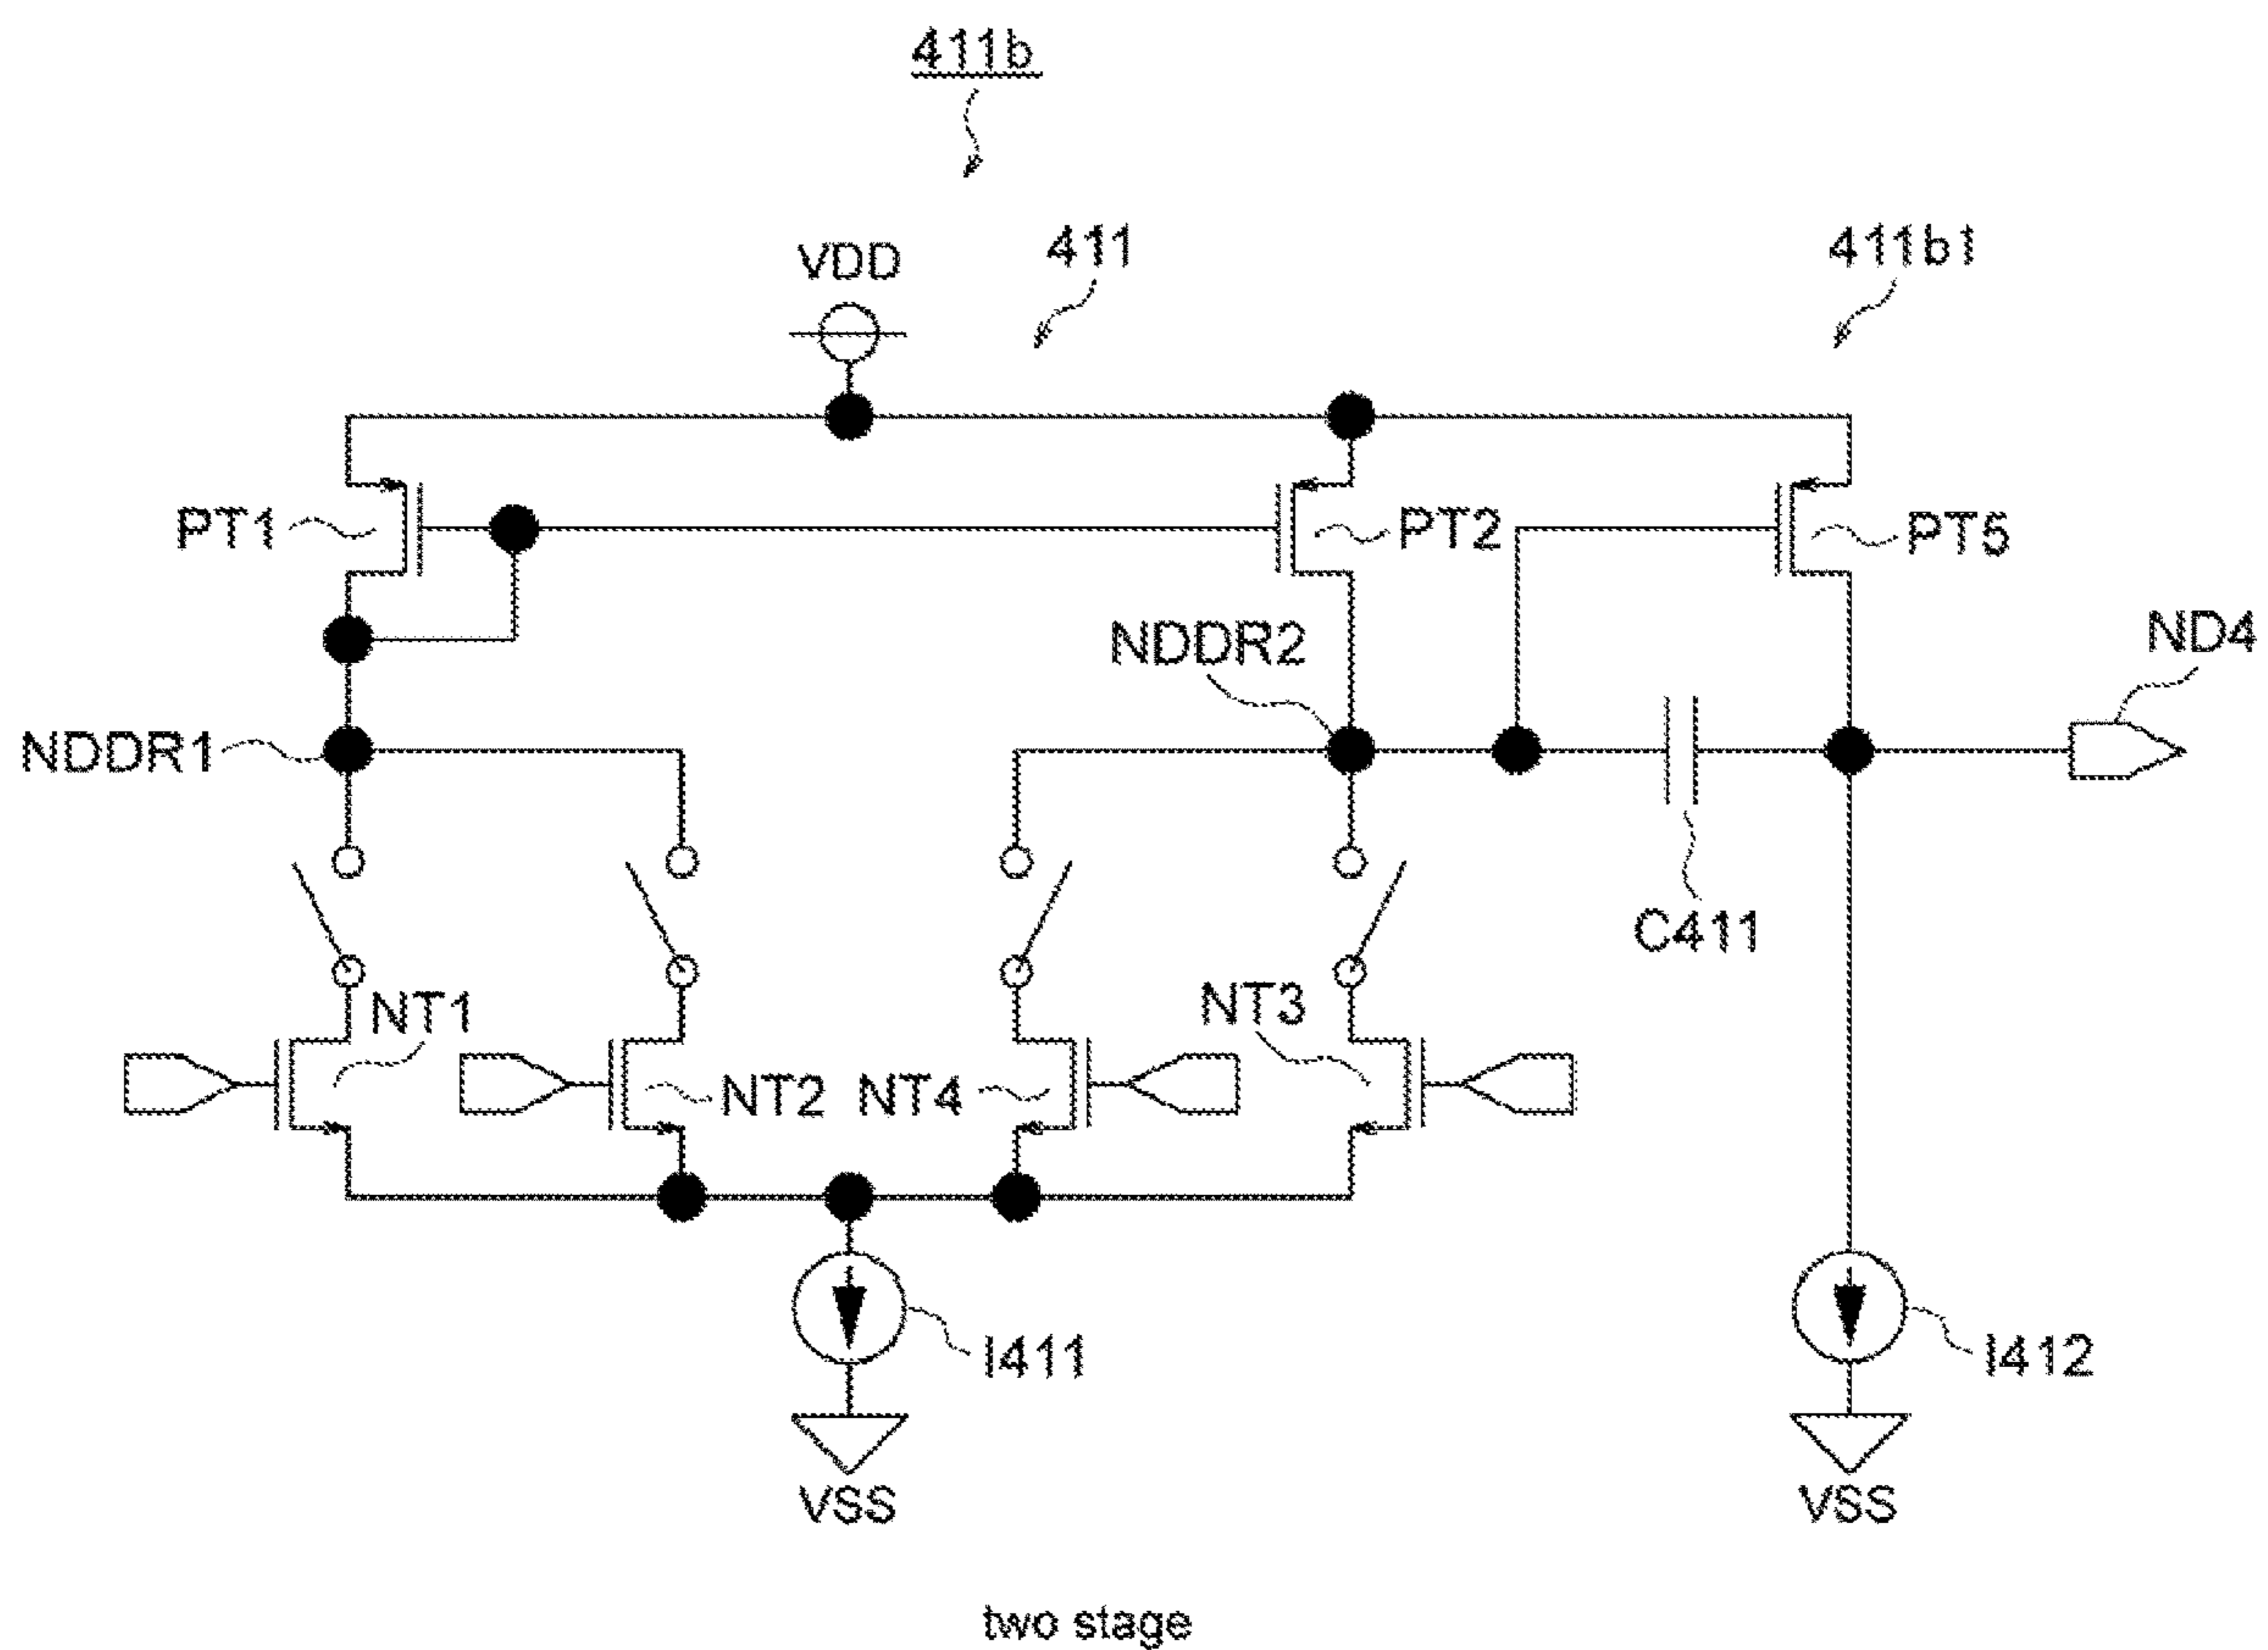 411b
VDD
411
411b1
PT1
PT2
PT5
NDDR2
ND4
NDDR1
C411
NT1
NT3
NT2
NT4
I411
I412
VSS
VSS
two stage